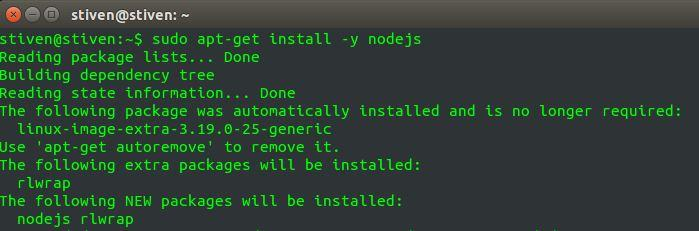 stiven@stiven: ~
stiven@stiven:~$ sudo apt-get install -y nodejs
Reading package lists... Done
Building dependency tree
Reading state information... Done
The following package was automatically installed and is no longer required:
  linux-image-extra-3.19.0-25-generic
Use 'apt-get autoremove' to remove it.
The following extra packages will be installed:
  rlwrap
The following NEW packages will be installed:
  nodejs rlwrap